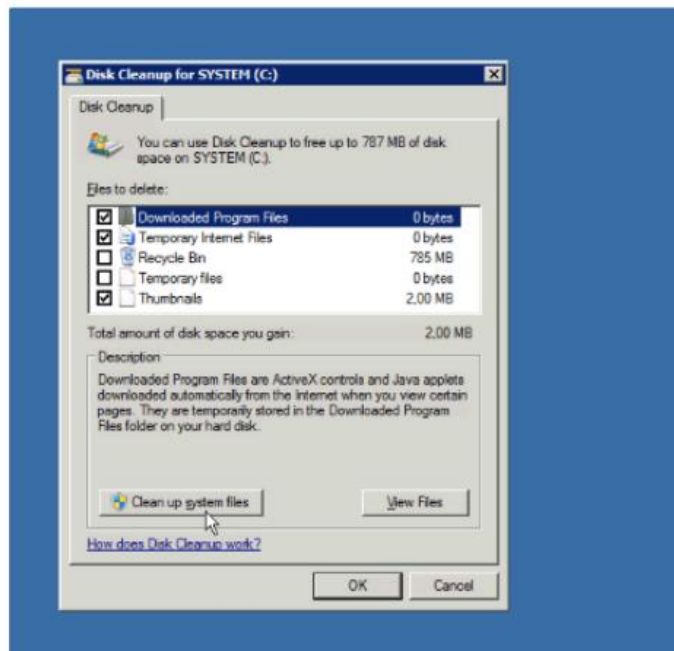 Disk Cleanup for SYSTEM (C:)
Disk Cleanup
You can use Disk Cleanup to free up to 787 MB of disk
space on SYSTEM (C:).
Files to delete:
Downloaded Program Files 0 bytes
Temporary Internet Files 0 bytes
Recycle Bin 785 MB
Temporary files 0 bytes
Thumbnails 2,00 MB
Total amount of disk space you gain: 2,00 MB
Description
Downloaded Program Files are ActiveX controls and Java applets
downloaded automatically from the Internet when you view certain
pages. They are temporarily stored in the Downloaded Program
Files folder on your hard disk.
Clean up system files View Files
How does Disk Cleanup work?
OK Cancel